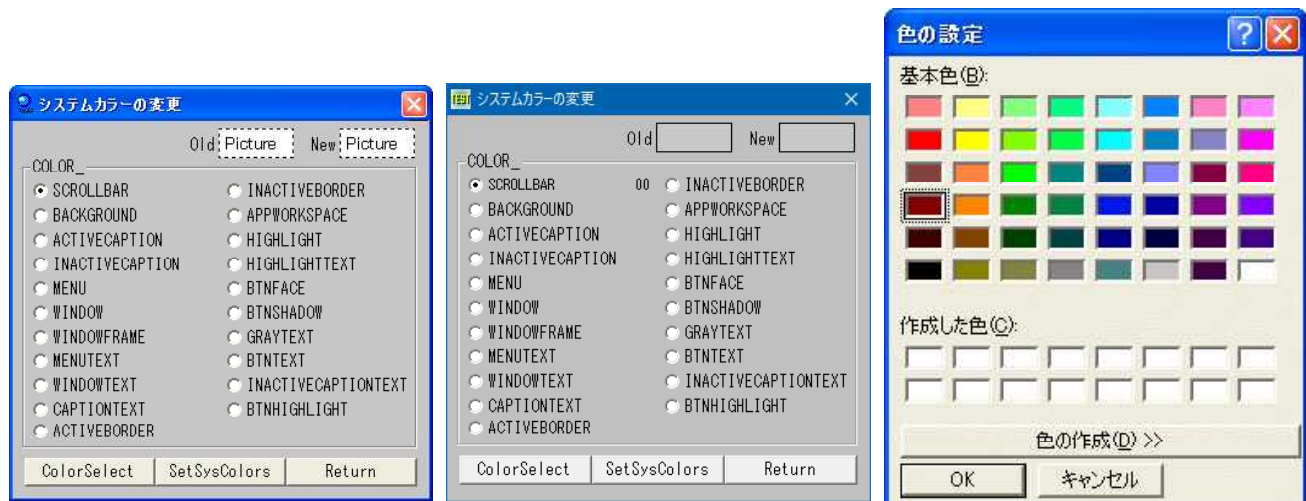 システムカラーの変更
Old Picture New Picture
COLOR_
SCROLLBAR INACTIVEBORDER
BACKGROUND APPWORKSPACE
ACTIVECAPTION HIGHLIGHT
INACTIVECAPTION HIGHLIGHTTEXT
MENU BTNFACE
WINDOW BTNSHADOW
WINDOWFRAME GRAYTEXT
MENUTEXT BTNTEXT
WINDOWTEXT INACTIVECAPTIONTEXT
CAPTIONTEXT BTNHIGHLIGHT
ACTIVEBORDER
ColorSelect SetSysColors Return
システムカラーの変更
Old New
COLOR_
SCROLLBAR 00 INACTIVEBORDER
BACKGROUND APPWORKSPACE
ACTIVECAPTION HIGHLIGHT
INACTIVECAPTION HIGHLIGHTTEXT
MENU BTNFACE
WINDOW BTNSHADOW
WINDOWFRAME GRAYTEXT
MENUTEXT BTNTEXT
WINDOWTEXT INACTIVECAPTIONTEXT
CAPTIONTEXT BTNHIGHLIGHT
ACTIVEBORDER
ColorSelect SetSysColors Return
色の設定
基本色(B):
作成した色(C):
色の作成(D) >>
OK キャンセル